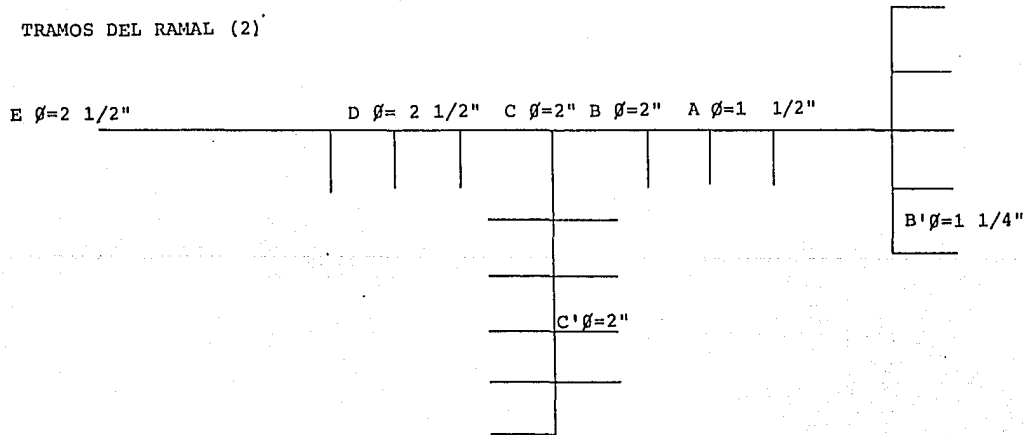 TRAMOS DEL RAMAL (2)
E Ø=2 1/2" D Ø= 2 1/2" C Ø=2" B Ø=2" A Ø=1 1/2"
B'Ø=1 1/4"
C'Ø=2"